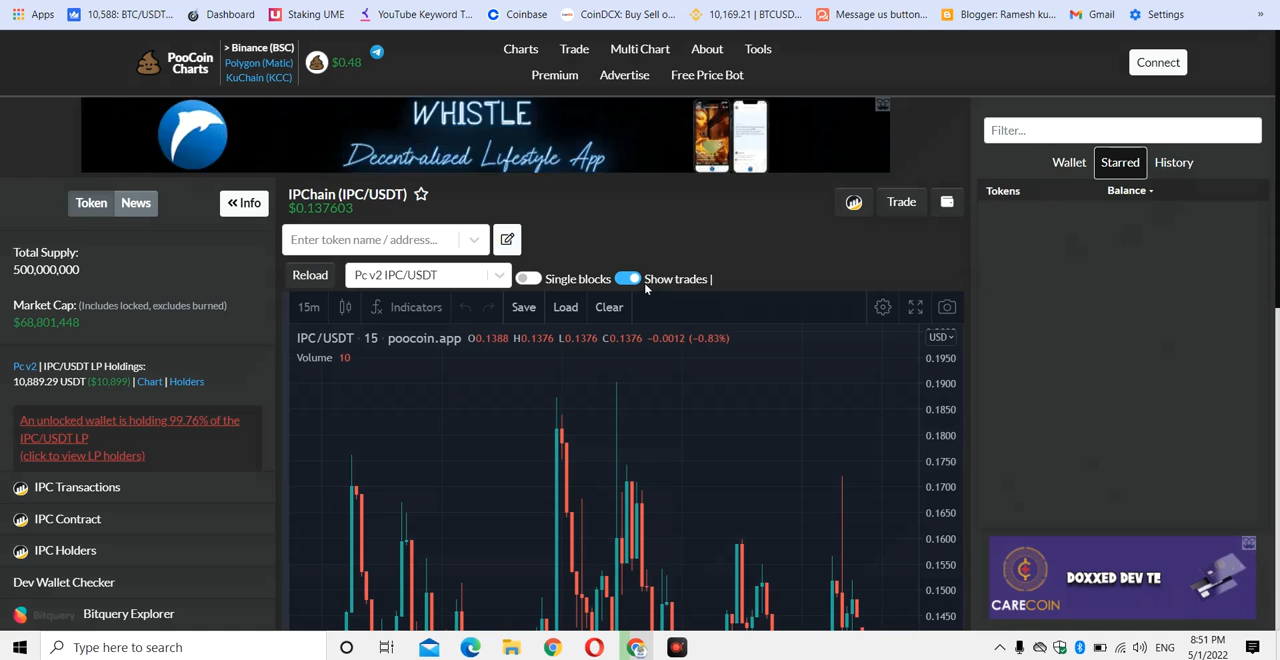 Apps
10,588: BTC/USDT...
Dashboard
Staking UME
YouTube Keyword T...
Coinbase
CoinDCX: Buy Sell o...
10,169.21 | BTCUSD...
Message us button...
Blogger: Ramesh ku...
Gmail
Settings
»
PooCoin
Charts
> Binance (BSC)
Polygon (Matic)
KuChain (KCC)
$0.48
Charts
Trade
Multi Chart
About
Tools
Premium
Advertise
Free Price Bot
Connect
WHISTLE
Decentralized Lifestyle App
Filter...
Wallet
Starred
History
Tokens
Balance
Token
News
« Info
IPChain (IPC/USDT)
$0.137603
Trade
Enter token name / address...
Reload
Pc v2 IPC/USDT
Single blocks
Show trades |
Total Supply:
500,000,000
Market Cap: (Includes locked, excludes burned)
$68,801,448
Pc v2 | IPC/USDT LP Holdings:
10,889.29 USDT ($10,899) | Chart | Holders
An unlocked wallet is holding 99.76% of the
IPC/USDT LP
(click to view LP holders)
IPC Transactions
IPC Contract
IPC Holders
Dev Wallet Checker
Bitquery Bitquery Explorer
15m
Indicators
Save
Load
Clear
IPC/USDT · 15 · poocoin.app O0.1388 H0.1376 L0.1376 C0.1376 -0.0012 (-0.83%)
Volume 10
USD
0.1950
0.1900
0.1850
0.1800
0.1750
0.1700
0.1650
0.1600
0.1550
0.1500
0.1450
CARECOIN
DOXXED DEV TE
Type here to search
ENG
8:51 PM
5/1/2022